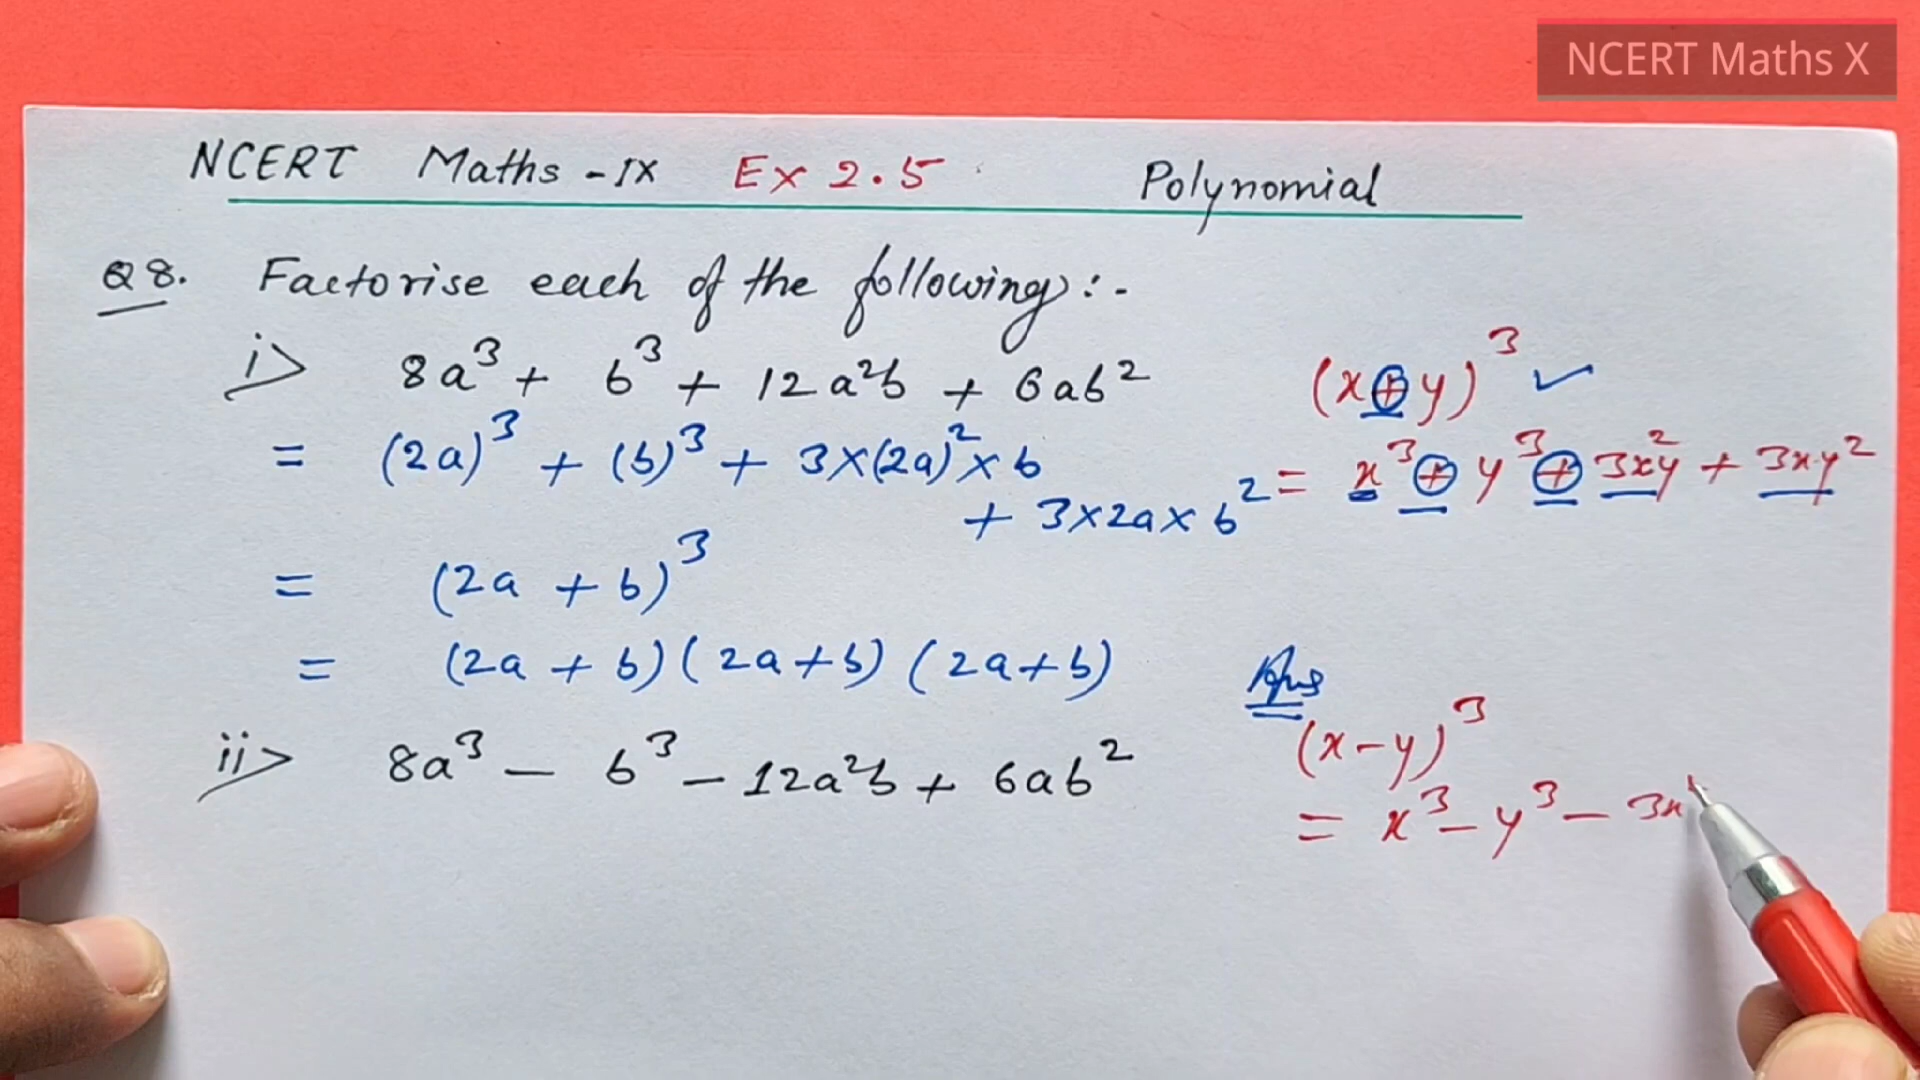 NCERT Maths X
NCERT Maths - IX Ex 2.5 Polynomial
Q 8. Factorise each of the following:-
i> 8a³ + b³ + 12a²b + 6ab²
(x+y)³ ✓
= (2a)³ + (b)³ + 3×(2a)²×b
+ 3×2a×b²
= x³ + y³ + 3x²y + 3xy²
= (2a + b)³
= (2a + b) (2a+b) (2a+b) Ans
ii> 8a³ – b³ – 12a²b + 6ab²
(x-y)³
= x³ – y³ – 3x